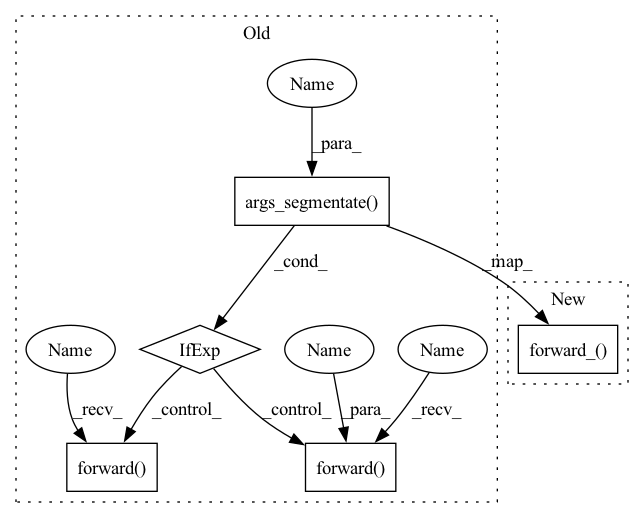 Old
Name
_para_
args_segmentate()
_cond_
_map_
New
Name
IfExp
Name
Name
forward_()
_recv_
_control_
_control_
_para_
_recv_
forward()
forward()